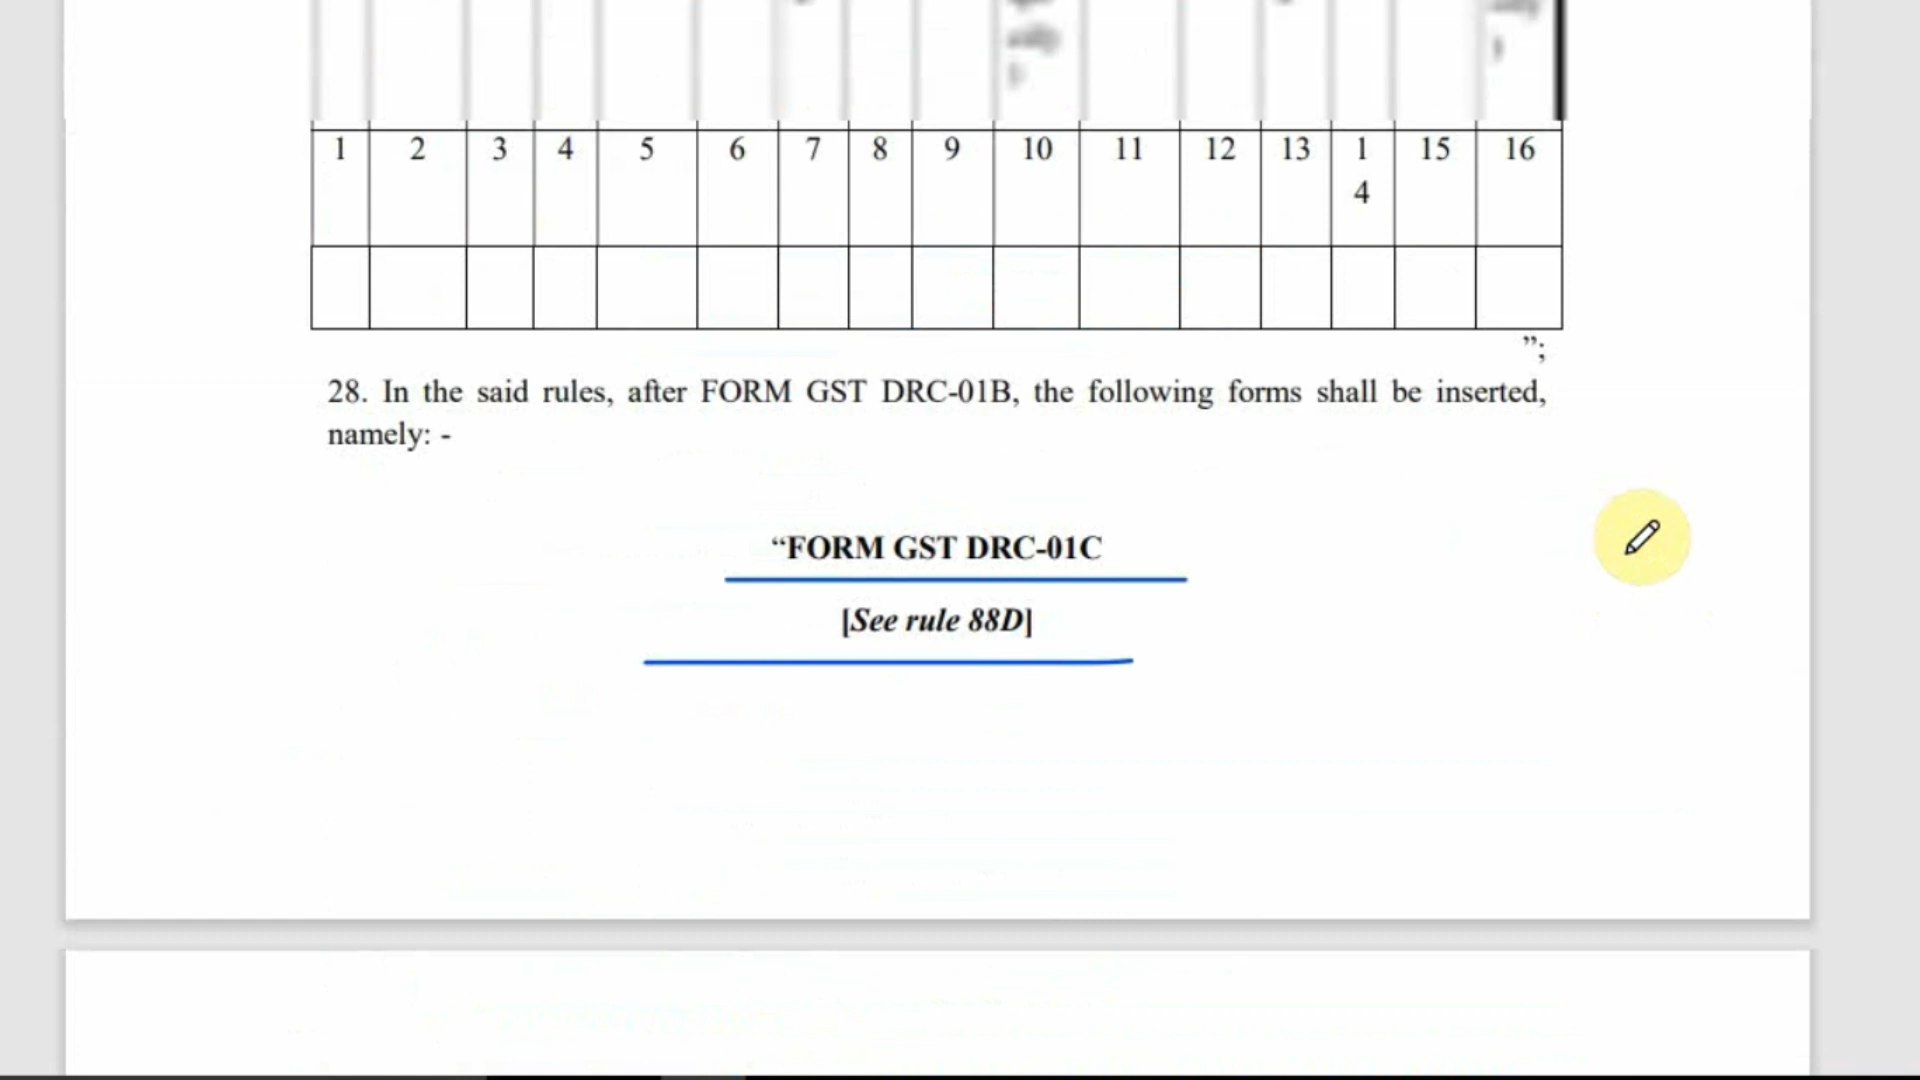 1 2 3 4 5 6 7 8 9 10 11 12 13 1 15 16
4
”;
28. In the said rules, after FORM GST DRC-01B, the following forms shall be inserted,
namely: -
“FORM GST DRC-01C
[See rule 88D]